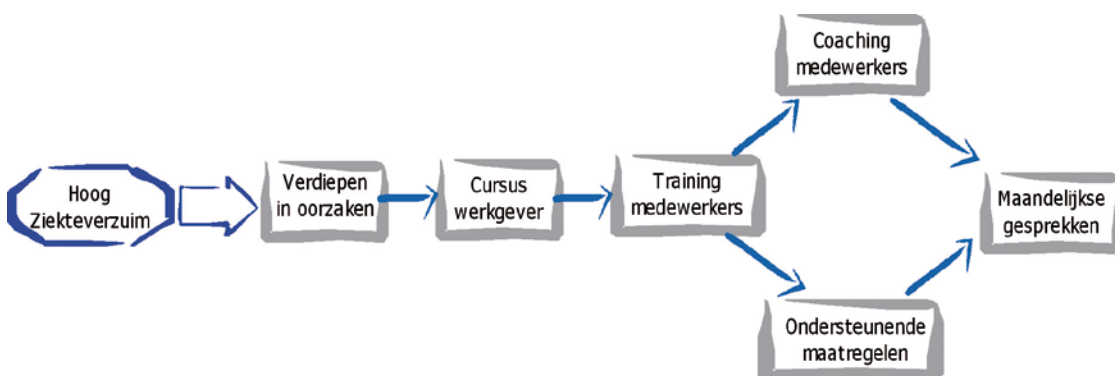 Hoog
Ziekteverzuim
Verdiepen
in oorzaken
Cursus
werkgever
Training
medewerkers
Coaching
medewerkers
Ondersteunende
maatregelen
Maandelijkse
gesprekken